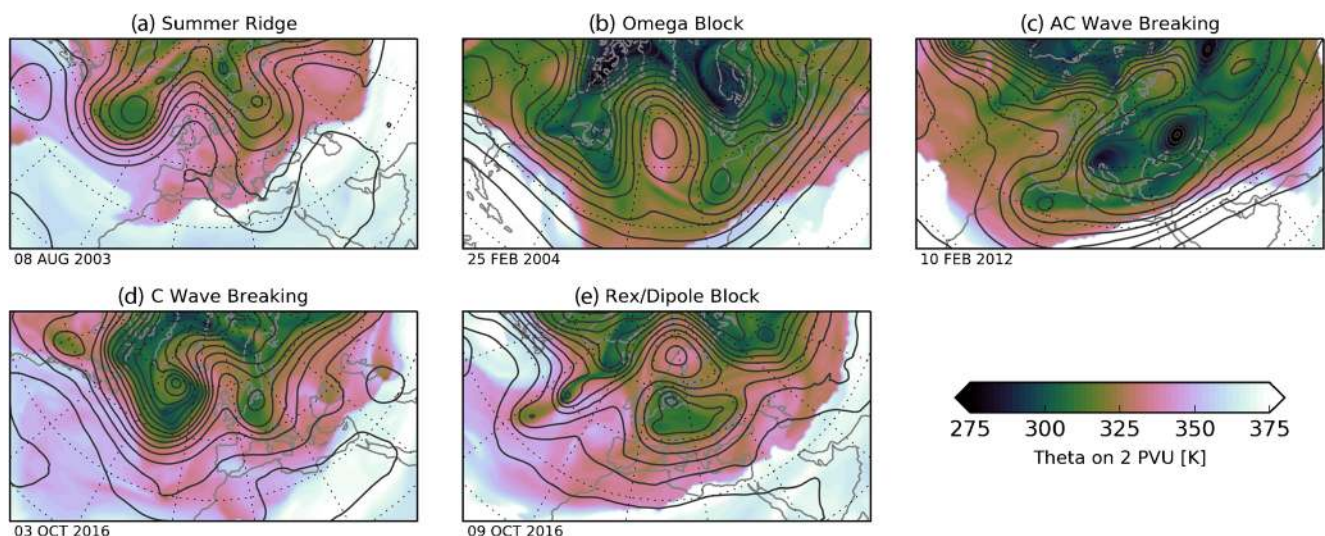 (a) Summer Ridge
(b) Omega Block
(c) AC Wave Breaking
08 AUG 2003
25 FEB 2004
10 FEB 2012
(d) C Wave Breaking
(e) Rex/Dipole Block
03 OCT 2016
09 OCT 2016
275 300 325 350 375
Theta on 2 PVU [K]